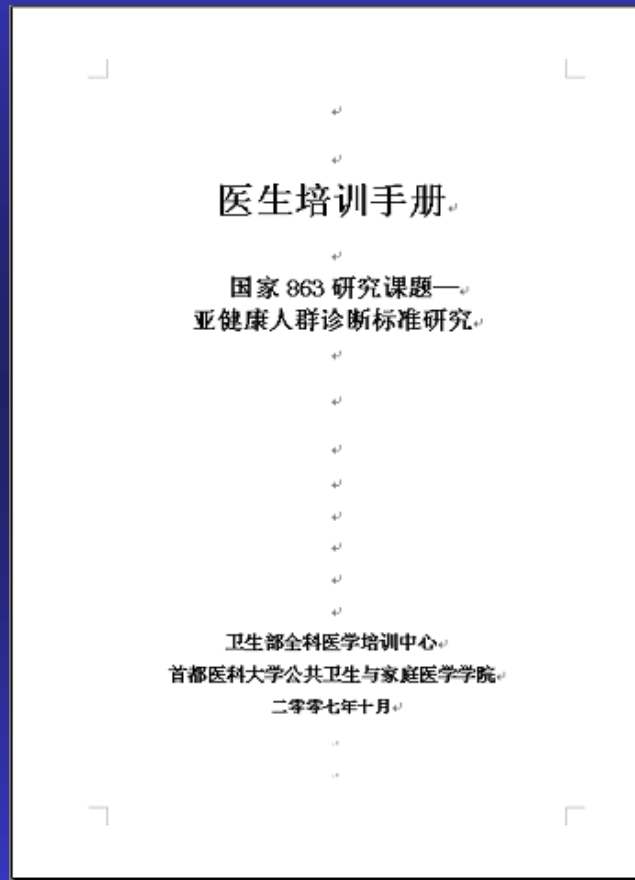 医生培训手册
国家 863 研究课题—
亚健康人群诊断标准研究
卫生部全科医学培训中心
首都医科大学公共卫生与家庭医学学院
二零零七年十月